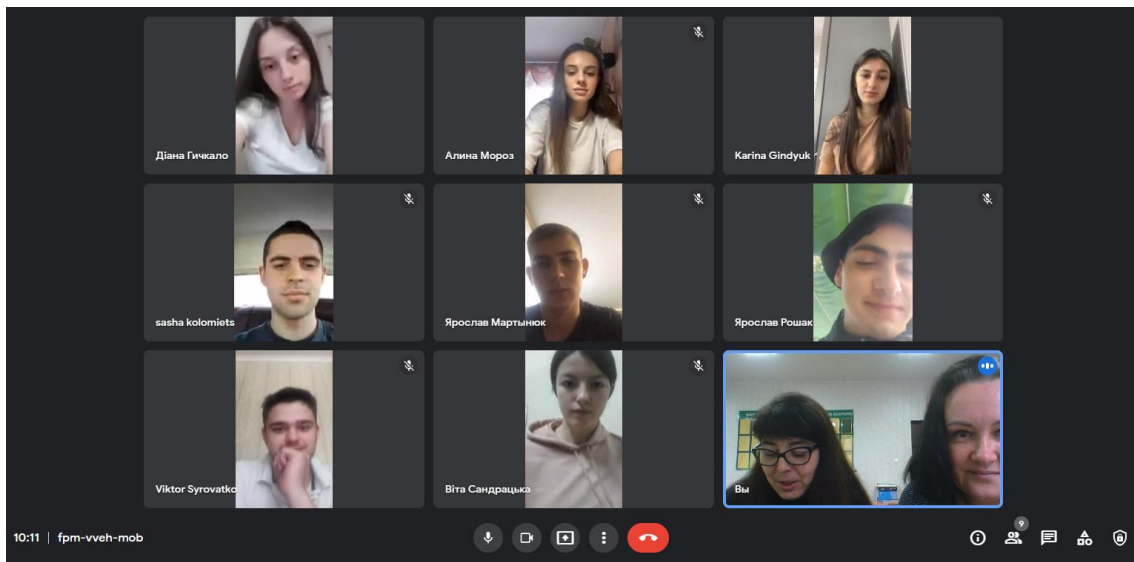 Діана Гичкало
Алина Мороз
Karina Gindyuk
sasha kolomiets
Ярослав Мартынюк
Ярослав Рошак
Viktor Syrovatko
Віта Сандрацька
Вы
10:11 | fpm-vveh-mob
9